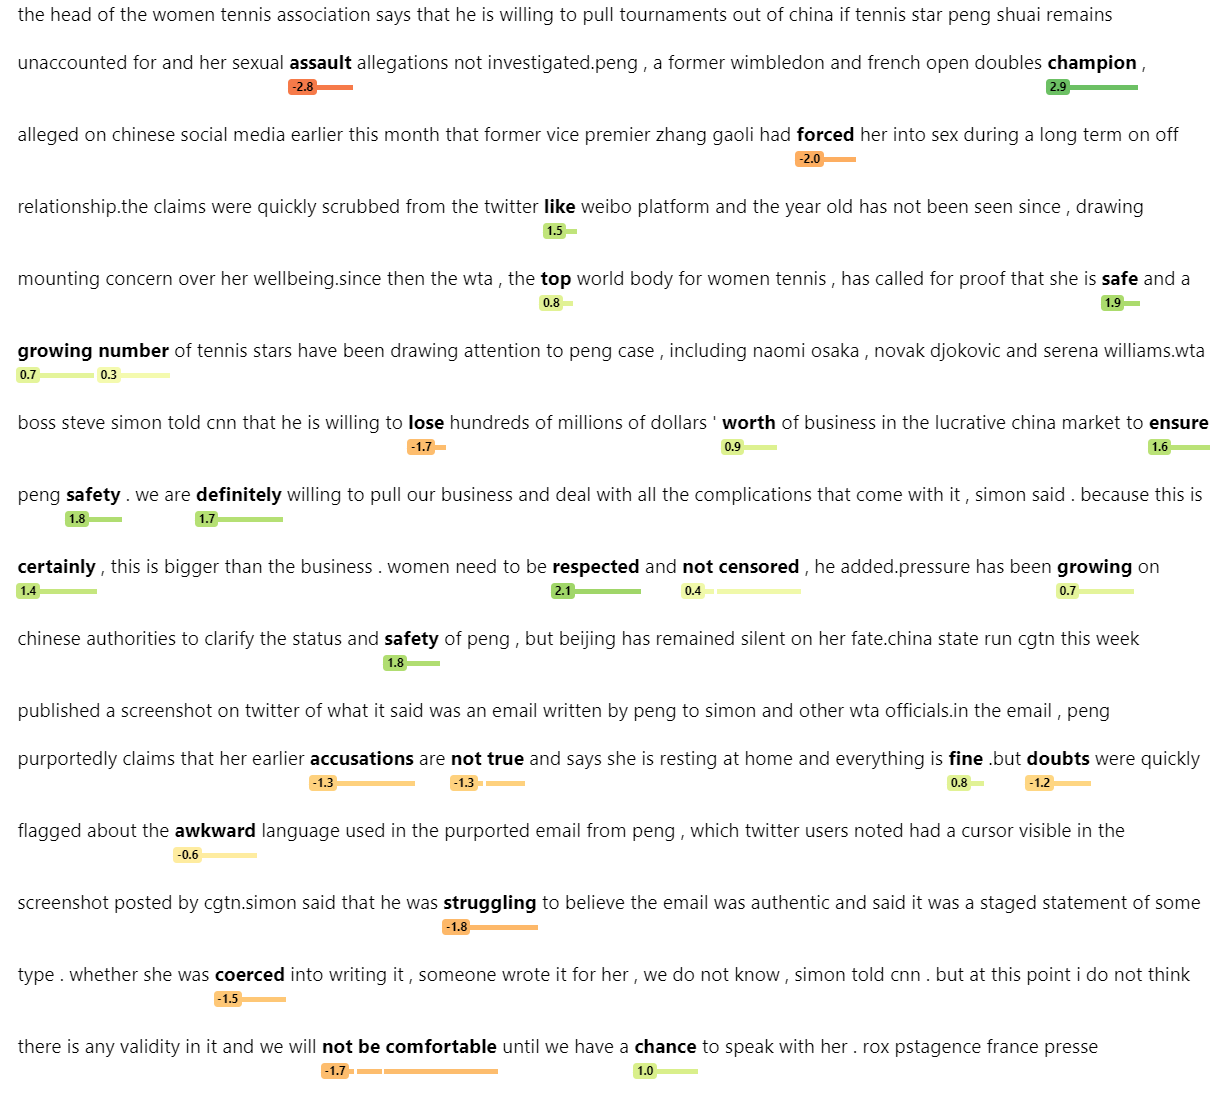 the head of the women tennis association says that he is willing to pull tournaments out of china if tennis star peng shuai remains
unaccounted for and her sexual assault allegations not investigated.peng , a former wimbledon and french open doubles champion ,
-2.8 2.9
alleged on chinese social media earlier this month that former vice premier zhang gaoli had forced her into sex during a long term on off
-2.0
relationship.the claims were quickly scrubbed from the twitter like weibo platform and the year old has not been seen since , drawing
1.5
mounting concern over her wellbeing.since then the wta , the top world body for women tennis , has called for proof that she is safe and a
0.8 1.9
growing number of tennis stars have been drawing attention to peng case , including naomi osaka , novak djokovic and serena williams.wta
0.7 0.3
boss steve simon told cnn that he is willing to lose hundreds of millions of dollars ' worth of business in the lucrative china market to ensure
-1.7 0.9 1.6
peng safety . we are definitely willing to pull our business and deal with all the complications that come with it , simon said . because this is
1.8 1.7
certainly , this is bigger than the business . women need to be respected and not censored , he added.pressure has been growing on
1.4 2.1 0.4 0.7
chinese authorities to clarify the status and safety of peng , but beijing has remained silent on her fate.china state run cgtn this week
1.8
published a screenshot on twitter of what it said was an email written by peng to simon and other wta officials.in the email , peng
purportedly claims that her earlier accusations are not true and says she is resting at home and everything is fine .but doubts were quickly
-1.3 -1.3 0.8 -1.2
flagged about the awkward language used in the purported email from peng , which twitter users noted had a cursor visible in the
-0.6
screenshot posted by cgtn.simon said that he was struggling to believe the email was authentic and said it was a staged statement of some
-1.8
type . whether she was coerced into writing it , someone wrote it for her , we do not know , simon told cnn . but at this point i do not think
-1.5
there is any validity in it and we will not be comfortable until we have a chance to speak with her . rox pstagence france presse
-1.7 1.0